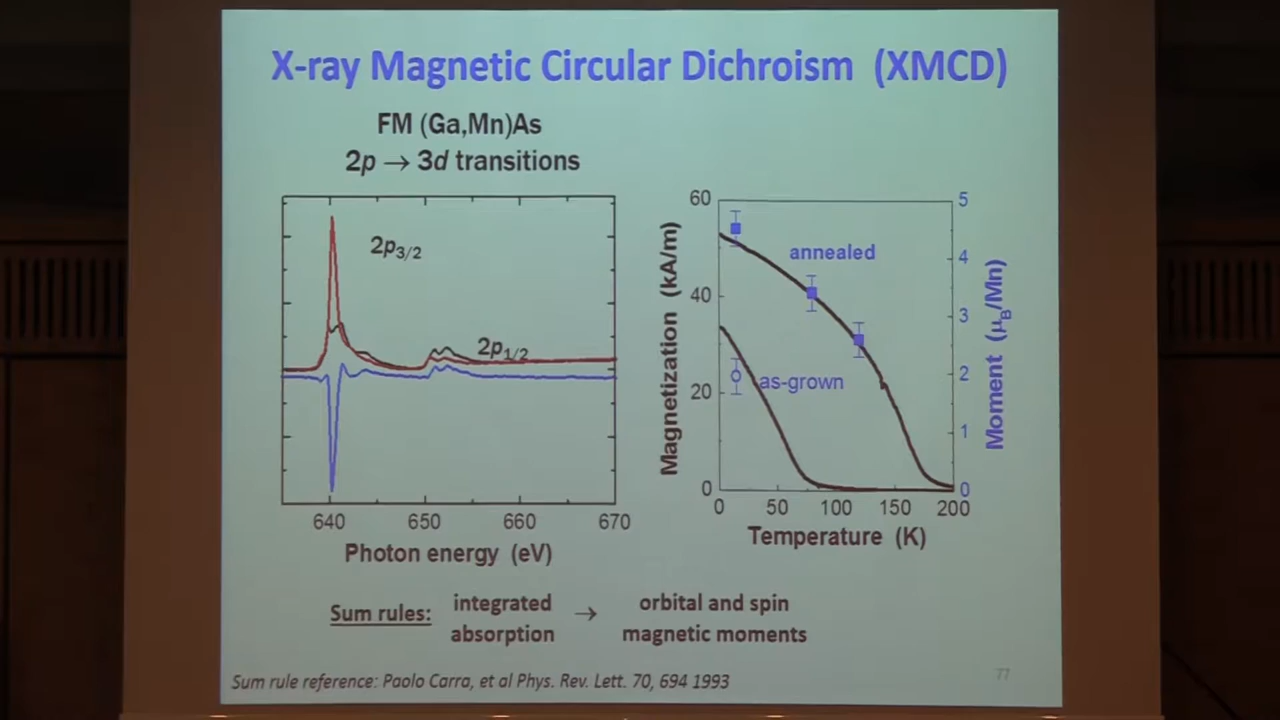 X-ray Magnetic Circular Dichroism (XMCD)
FM (Ga,Mn)As
2p → 3d transitions
2p3/2
2p1/2
640 650 660 670
Photon energy (eV)
60
40
20
0
Magnetization (kA/m)
annealed
as-grown
5
4
3
2
1
0
Moment (μB/Mn)
0 50 100 150 200
Temperature (K)
Sum rules: integrated absorption → orbital and spin magnetic moments
Sum rule reference: Paolo Carra, et al Phys. Rev. Lett. 70, 694 1993
77